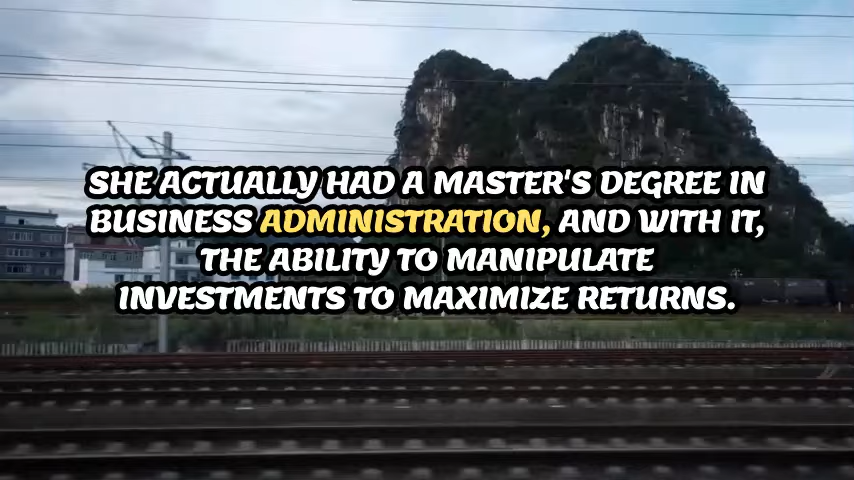 SHE ACTUALLY HAD A MASTER'S DEGREE IN
BUSINESS ADMINISTRATION, AND WITH IT,
THE ABILITY TO MANIPULATE
INVESTMENTS TO MAXIMIZE RETURNS.